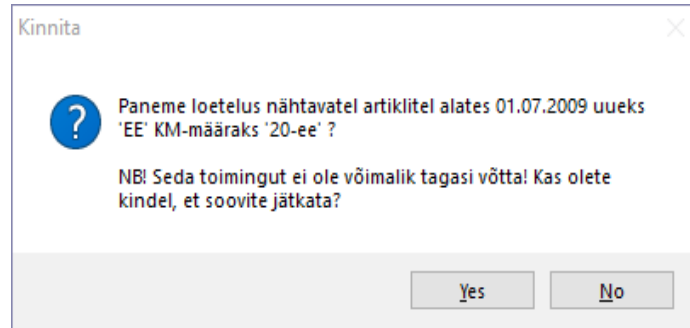 Kinnita
Paneme loetelus nähtavatel artiklitel alates 01.07.2009 uueks
'EE' KM-määraks '20-ee' ?
NB! Seda toimingut ei ole võimalik tagasi võtta! Kas olete
kindel, et soovite jätkata?
Yes
No